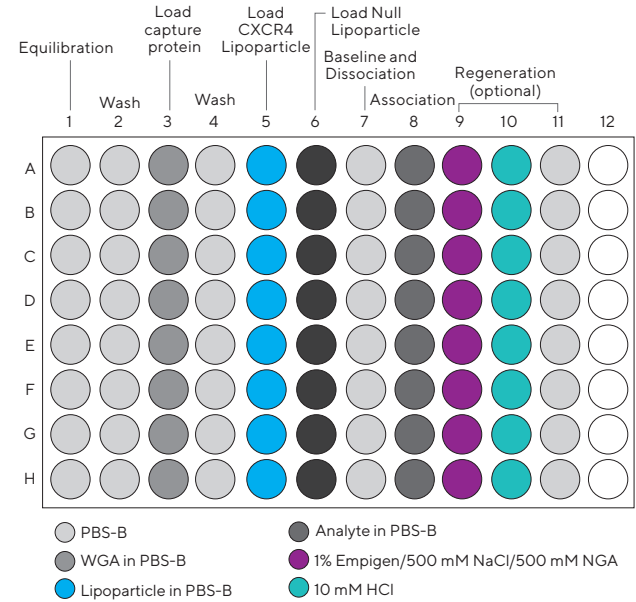 Equilibration
Wash
Load
capture
protein
Wash
Load
CXCR4
Lipoparticle
Load Null
Lipoparticle
Baseline and
Dissociation
Association
Regeneration
(optional)
1 2 3 4 5 6 7 8 9 10 11 12
A
B
C
D
E
F
G
H
PBS-B
WGA in PBS-B
Lipoparticle in PBS-B
Analyte in PBS-B
1% Empigen/500 mM NaCl/500 mM NGA
10 mM HCl